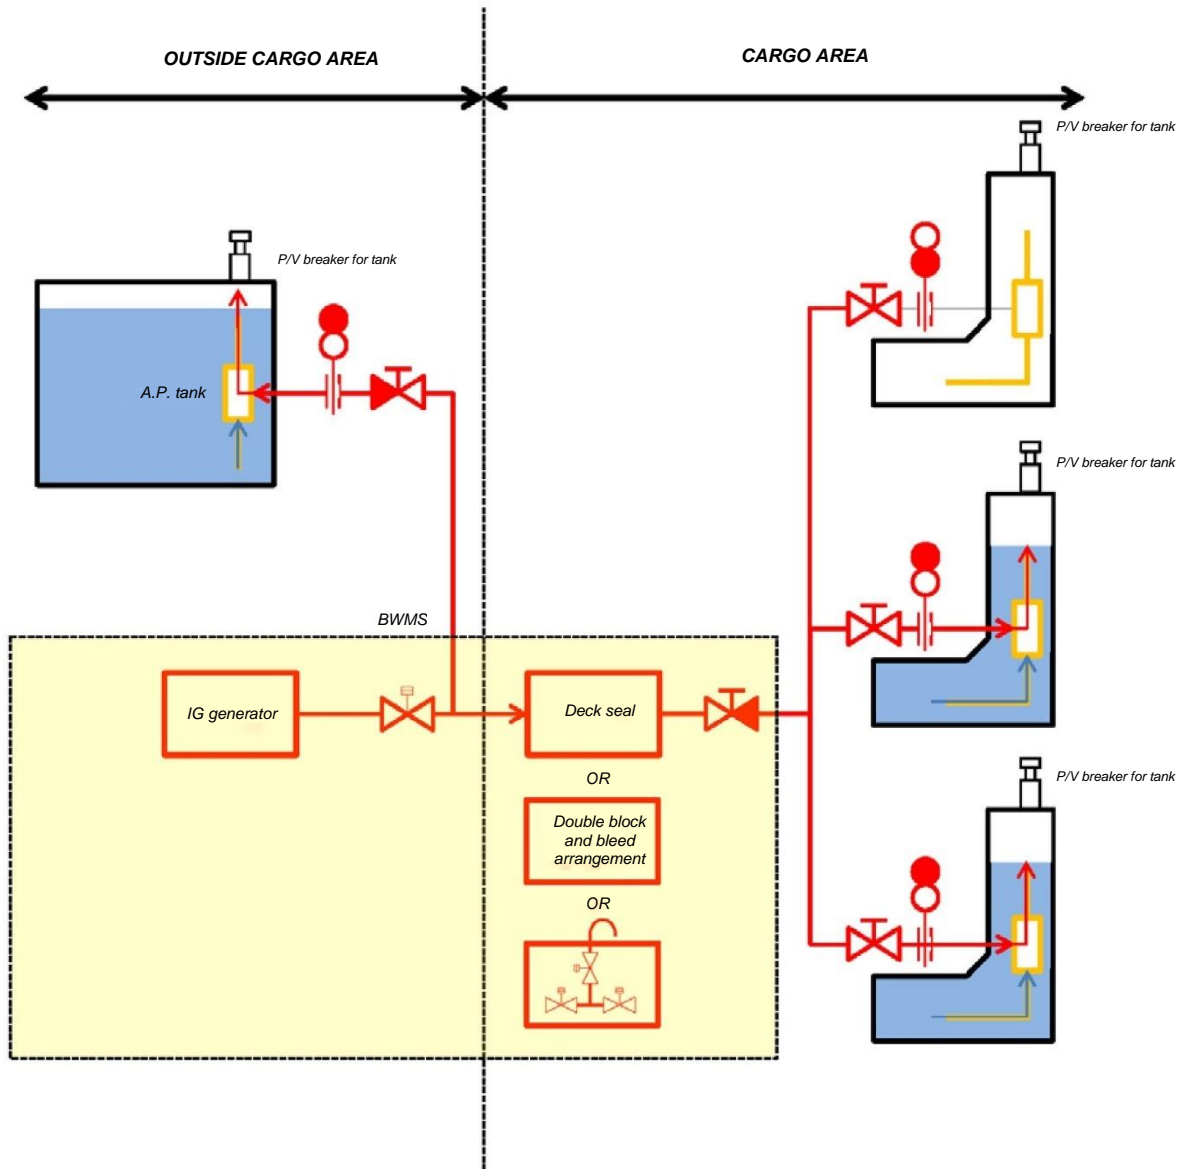 OUTSIDE CARGO AREA
CARGO AREA
P/V breaker for tank
P/V breaker for tank
A.P. tank
P/V breaker for tank
BWMS
IG generator
Deck seal
OR
P/V breaker for tank
Double block
and bleed
arrangement
OR